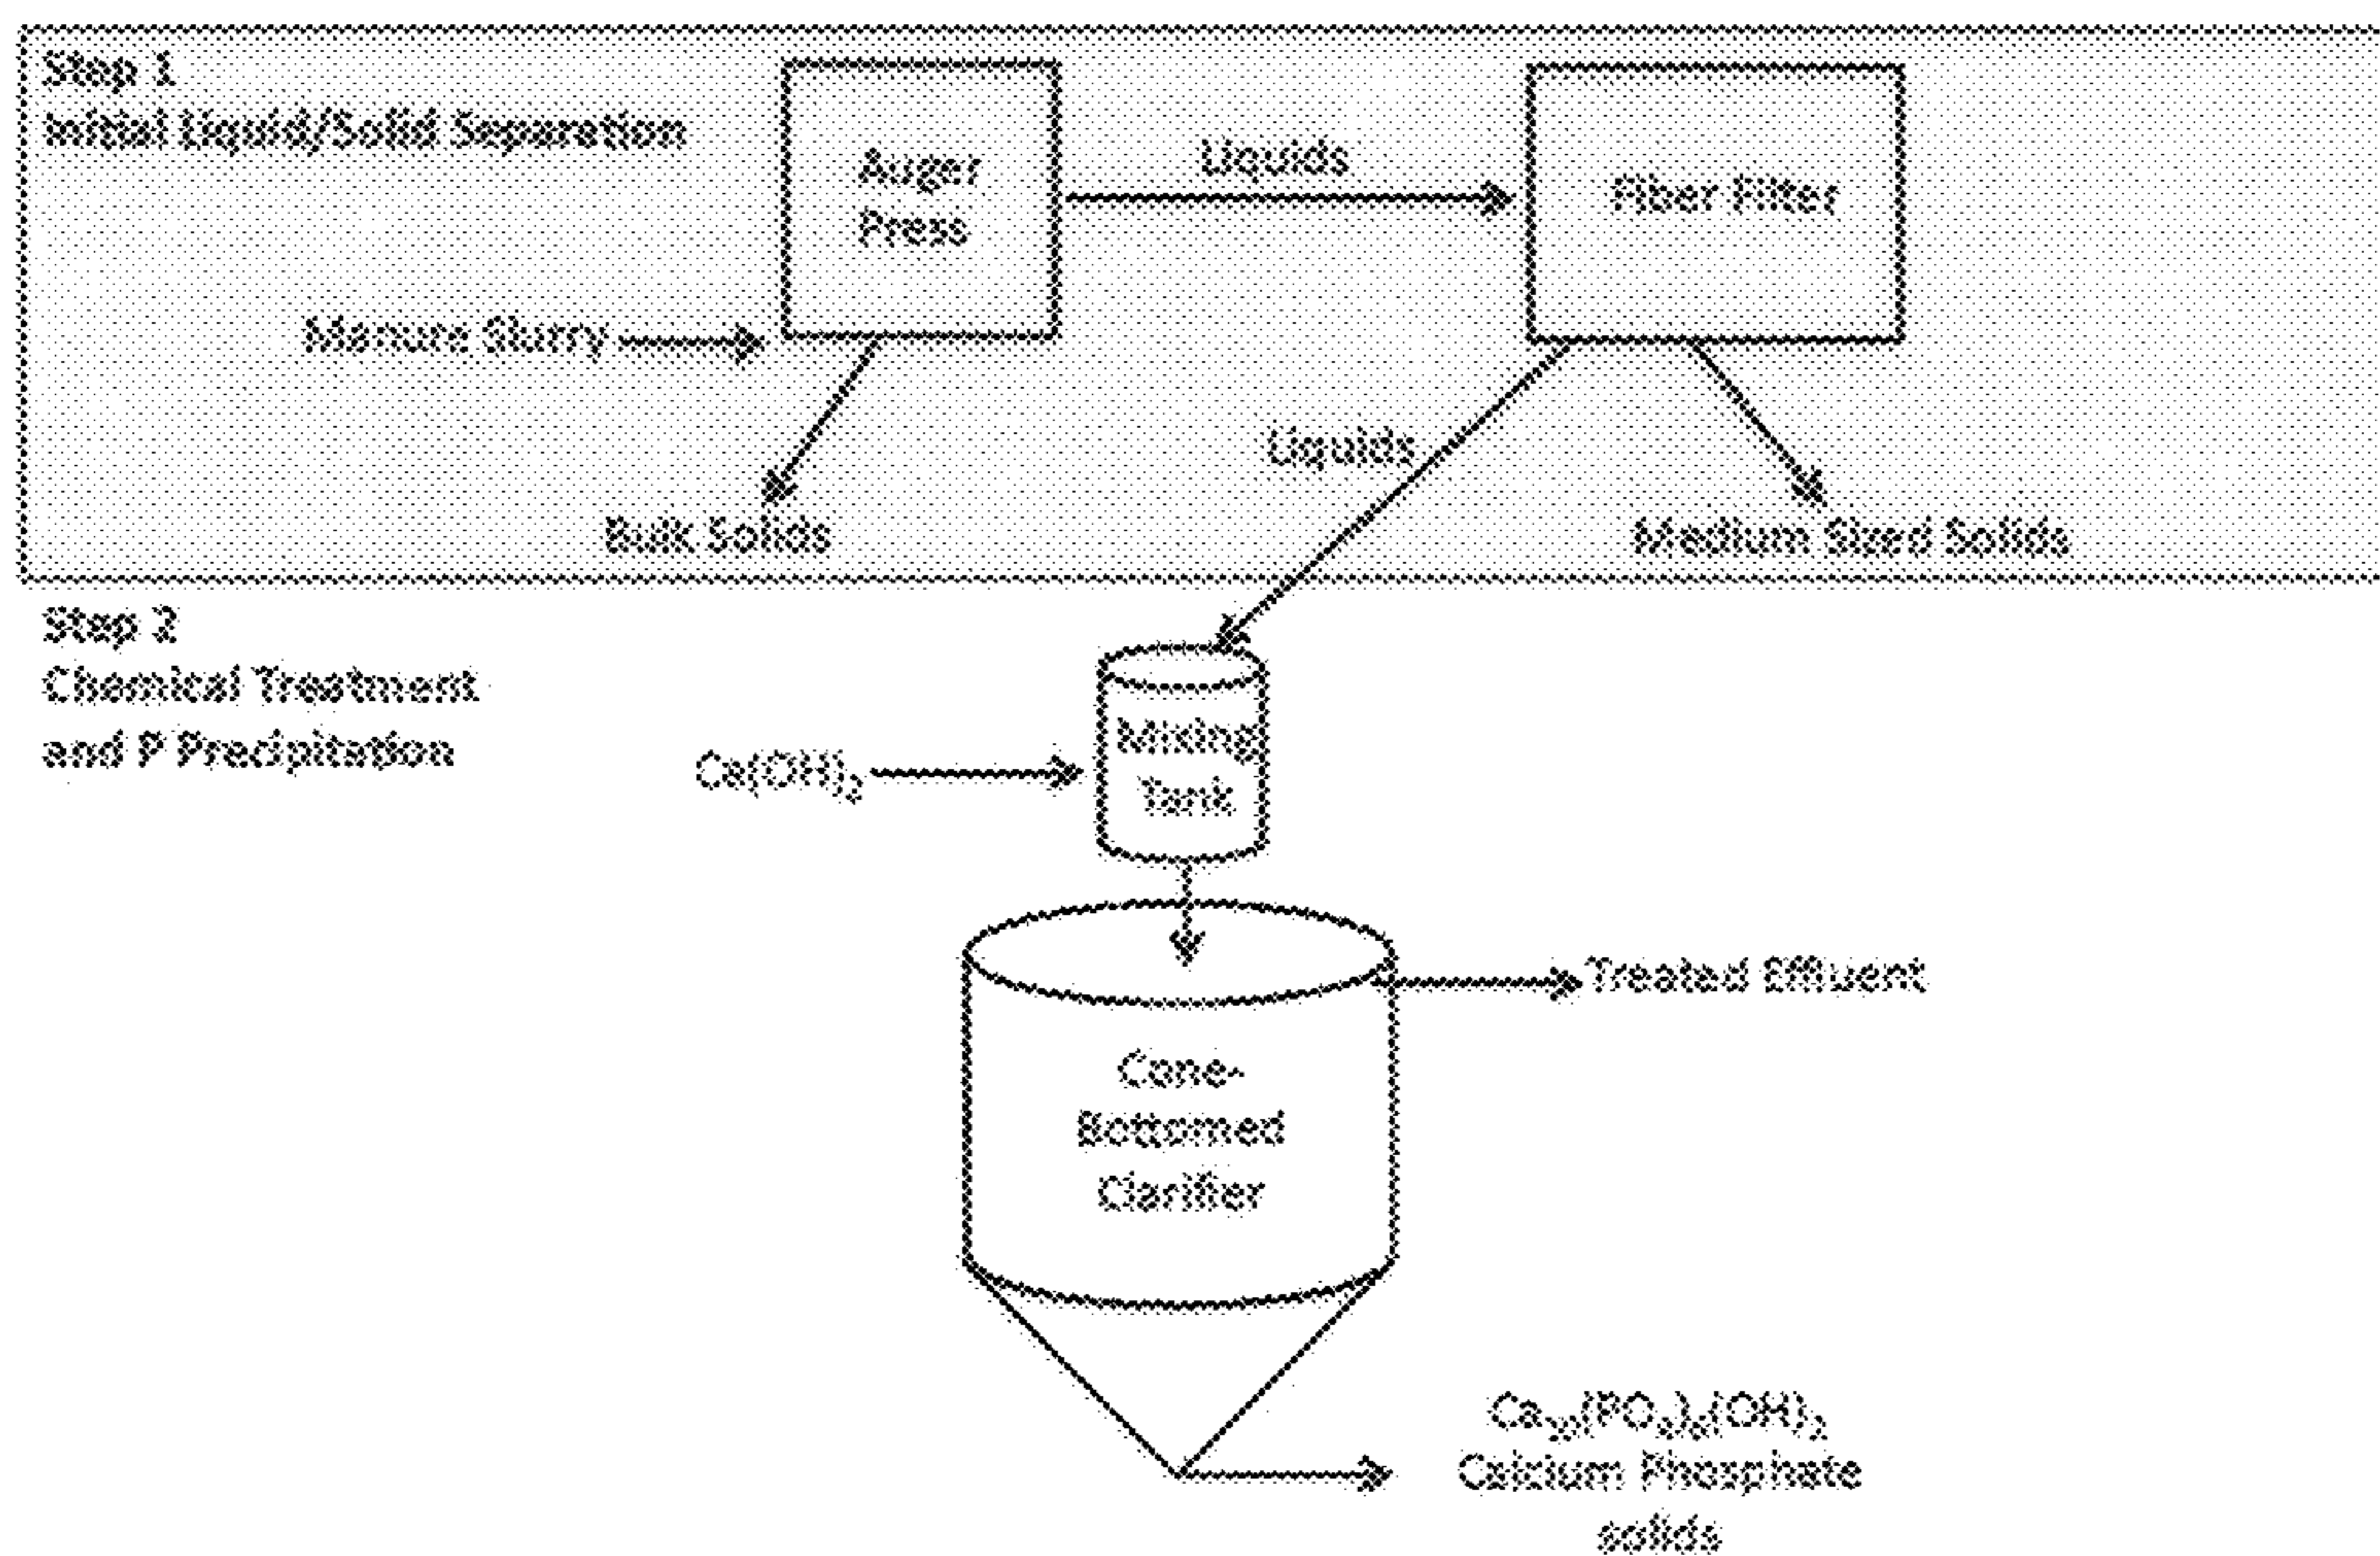 Step 1
Initial Liquid/Solid Separation
Auger
Press
Liquids
Fiber Filter
Manure Slurry
Liquids
Bulk Solids
Medium Sized Solids
Step 2
Chemical Treatment
and P Precipitation
Mixing
Tank
Ca(OH)₂
Treated Effluent
Cone-
Bottomed
Clarifier
Ca₁₀(PO₄)₆(OH)₂
Calcium Phosphate
solids